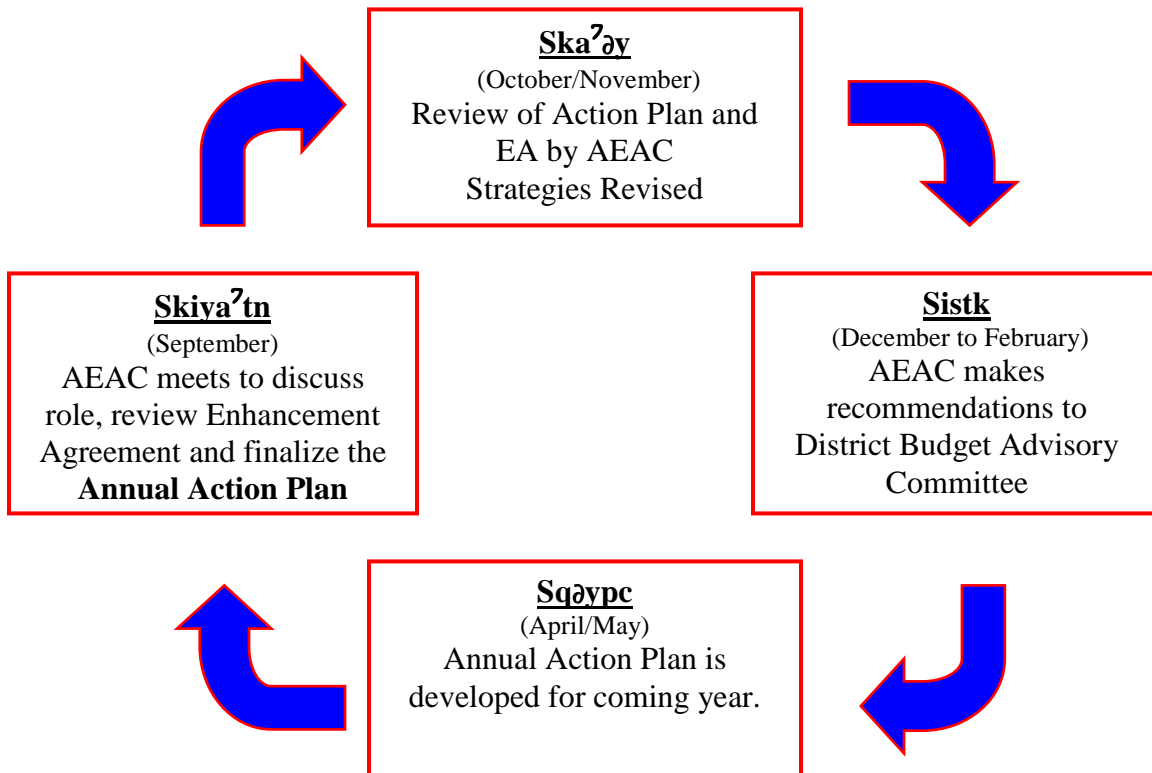 Ska⁷∂y
(October/November)
Review of Action Plan and
EA by AEAC
Strategies Revised
Skiya⁷tn
(September)
AEAC meets to discuss
role, review Enhancement
Agreement and finalize the
Annual Action Plan
Sistk
(December to February)
AEAC makes
recommendations to
District Budget Advisory
Committee
Sq∂ypc
(April/May)
Annual Action Plan is
developed for coming year.